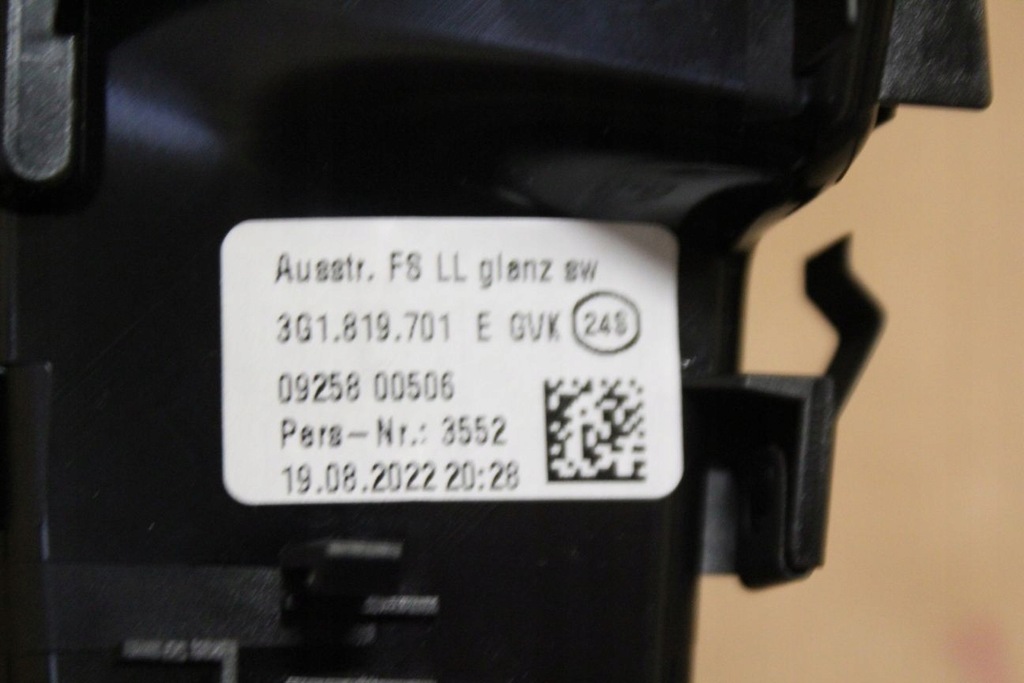 Ausstr. FS LL glanz sw
3G1.819.701 E GVK 24S
09258 00506
Pers-Nr.: 3552
19.08.2022 20:28